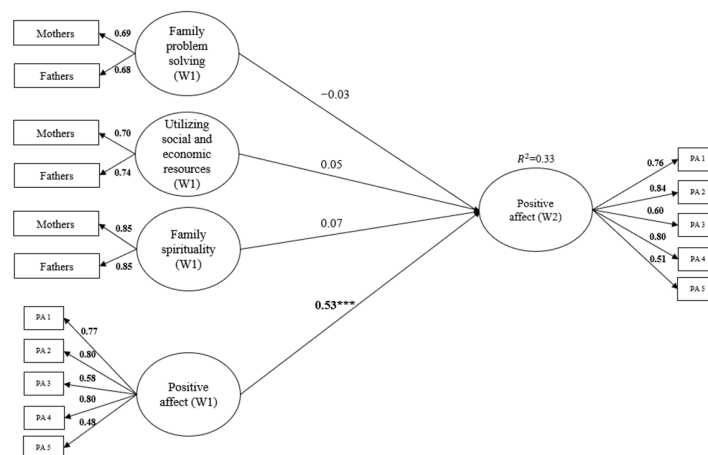 Mothers
0.69
Fathers
0.68
Family
problem
solving
(W1)
−0.03
Mothers
0.70
Fathers
0.74
Utilizing
social and
economic
resources
(W1)
0.05
Mothers
0.85
Fathers
0.85
Family
spirituality
(W1)
0.07
PA 1
0.77
PA 2
0.80
PA 3
0.58
PA 4
0.80
PA 5
0.48
Positive
affect (W1)
0.53***
R²=0.33
Positive
affect (W2)
0.76
PA 1
0.84
PA 2
0.60
PA 3
0.80
PA 4
0.51
PA 5